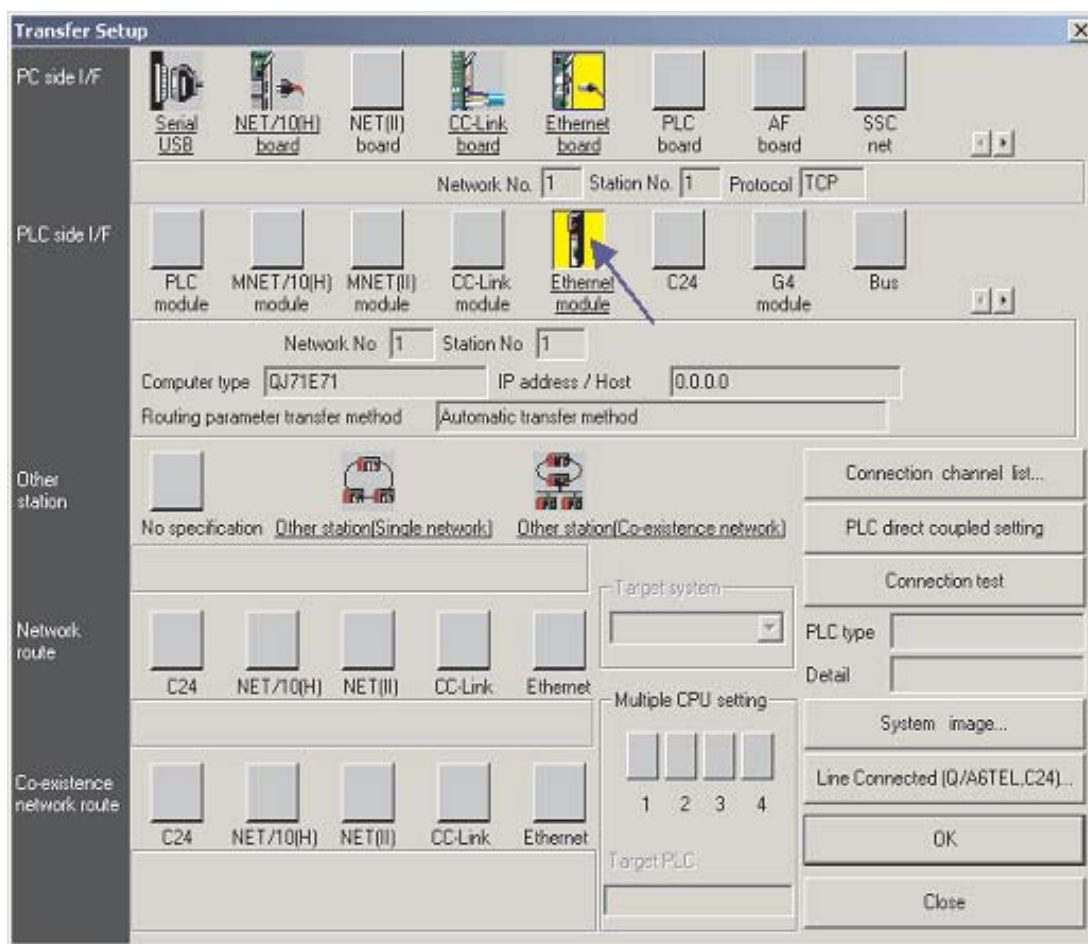 Transfer Setup
PC side I/F
Serial USB
NET/10(H) board
NET(II) board
CC-Link board
Ethernet board
PLC board
AF board
SSC net
Network No. 1 Station No. 1 Protocol TCP
PLC side I/F
PLC module
MNET/10(H) module
MNET(II) module
CC-Link module
Ethernet module
C24
G4 module
Bus
Network No 1 Station No 1
Computer type QJ71E71 IP address / Host 0.0.0.0
Routing parameter transfer method Automatic transfer method
Other station
No specification Other station(Single network) Other station(Co-existence network)
Connection channel list...
PLC direct coupled setting
Connection test
Target system
PLC type
Detail
Network route
C24 NET/10(H) NET(II) CC-Link Ethernet
Multiple CPU setting
1 2 3 4
System image...
Line Connected (Q/A6TEL,C24)...
Co-existence network route
C24 NET/10(H) NET(II) CC-Link Ethernet
Target PLC
OK
Close